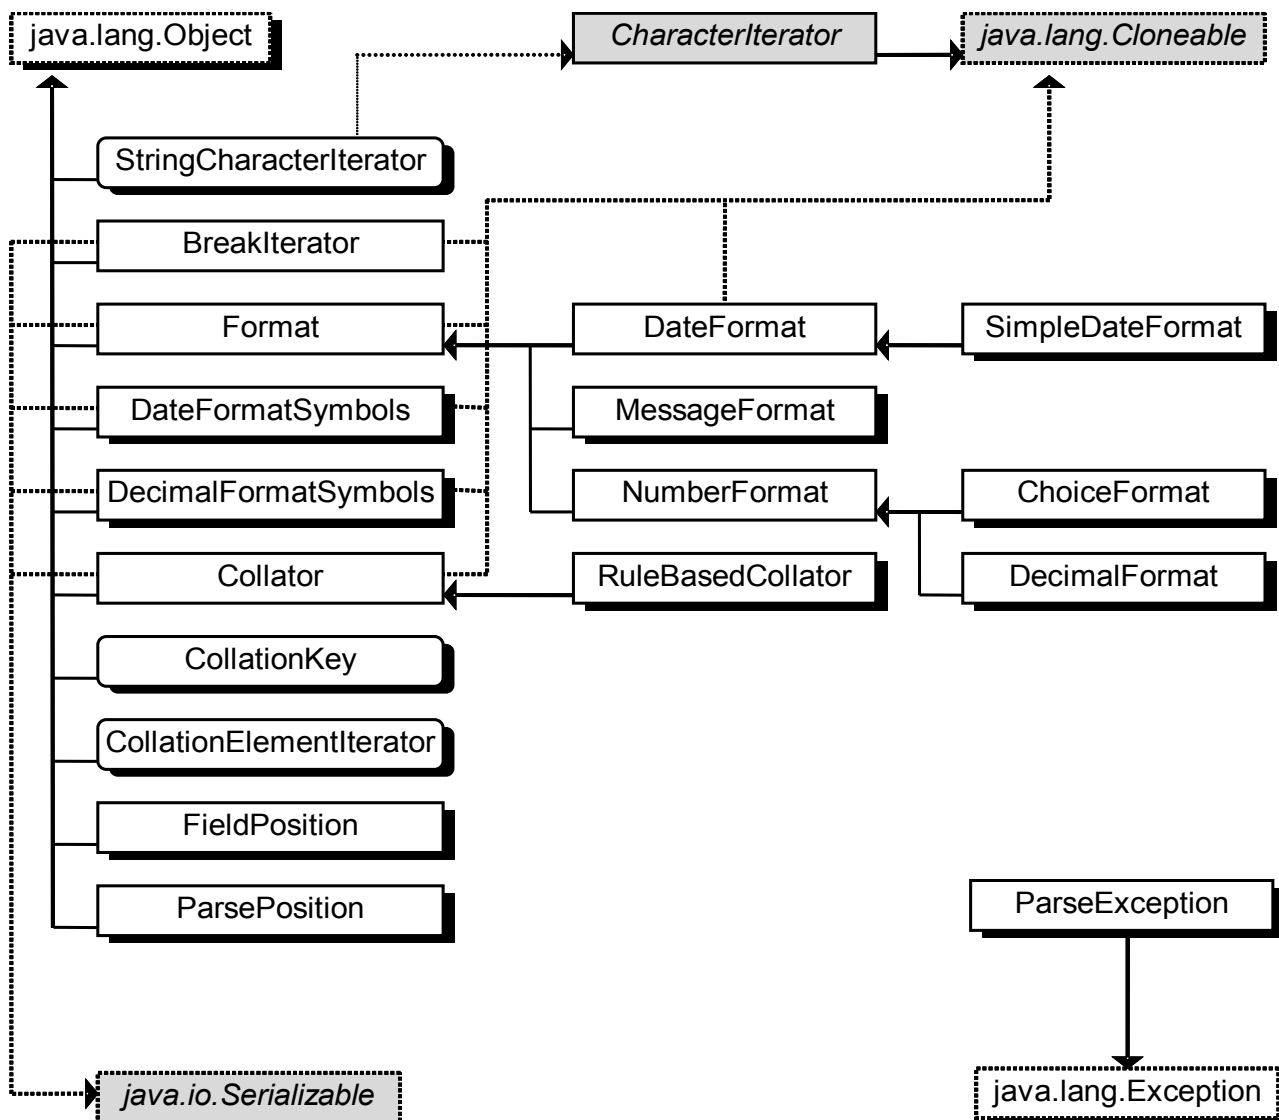 java.lang.Object
CharacterIterator
java.lang.Cloneable
StringCharacterIterator
BreakIterator
Format
DateFormat
SimpleDateFormat
DateFormatSymbols
MessageFormat
DecimalFormatSymbols
NumberFormat
ChoiceFormat
Collator
RuleBasedCollator
DecimalFormat
CollationKey
CollationElementIterator
FieldPosition
ParsePosition
ParseException
java.io.Serializable
java.lang.Exception